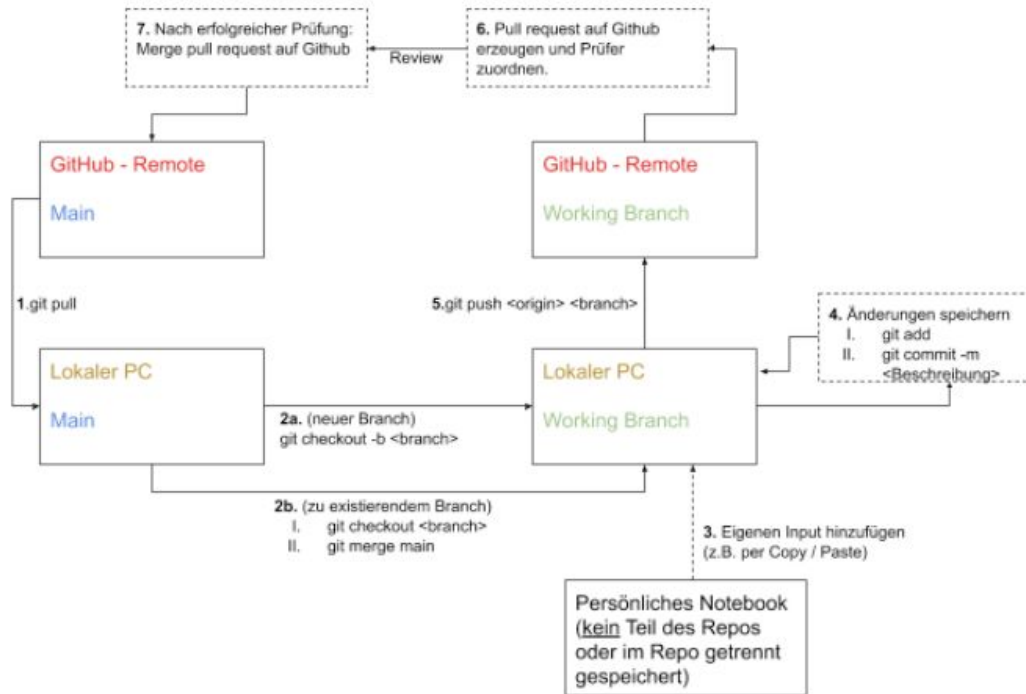 7. Nach erfolgreicher Prüfung:
Merge pull request auf Github
Review
6. Pull request auf Github
erzeugen und Prüfer
zuordnen.
GitHub - Remote
Main
GitHub - Remote
Working Branch
1.git pull
5.git push <origin> <branch>
4. Änderungen speichern
I. git add
II. git commit -m
<Beschreibung>
Lokaler PC
Main
2a. (neuer Branch)
git checkout -b <branch>
Lokaler PC
Working Branch
2b. (zu existierendem Branch)
I. git checkout <branch>
II. git merge main
3. Eigenen Input hinzufügen
(z.B. per Copy / Paste)
Persönliches Notebook
(kein Teil des Repos
oder im Repo getrennt
gespeichert)